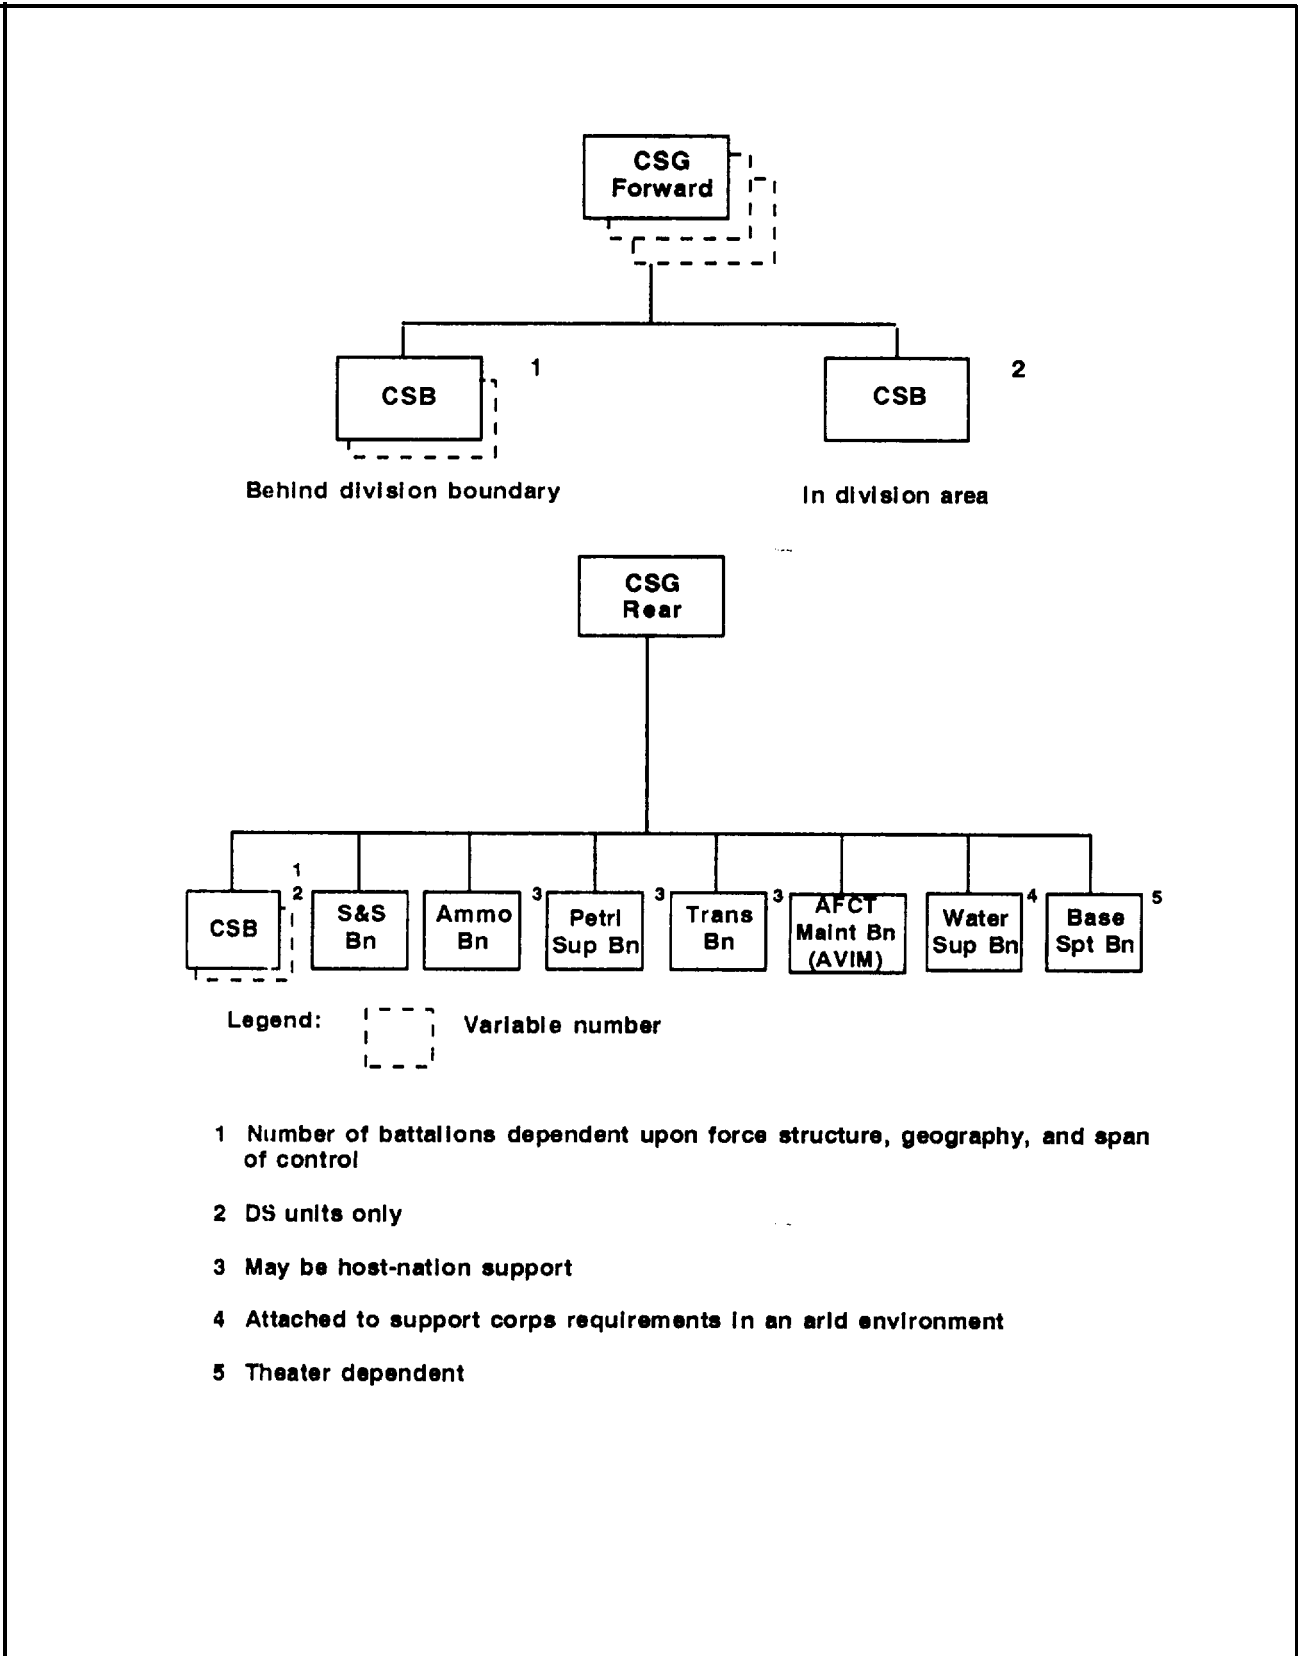 CSG
Forward
1
CSB
2
CSB
Behind division boundary
In division area
CSG
Rear
1
2
CSB
S&S
Bn
Ammo
Bn
3
Petrl
Sup Bn
3
Trans
Bn
3
AFCT
Maint Bn
(AVIM)
Water
Sup Bn
4
Base
Spt Bn
5
Legend:
Variable number
1 Number of battalions dependent upon force structure, geography, and span
of control
2 DS units only
3 May be host-nation support
4 Attached to support corps requirements in an arid environment
5 Theater dependent